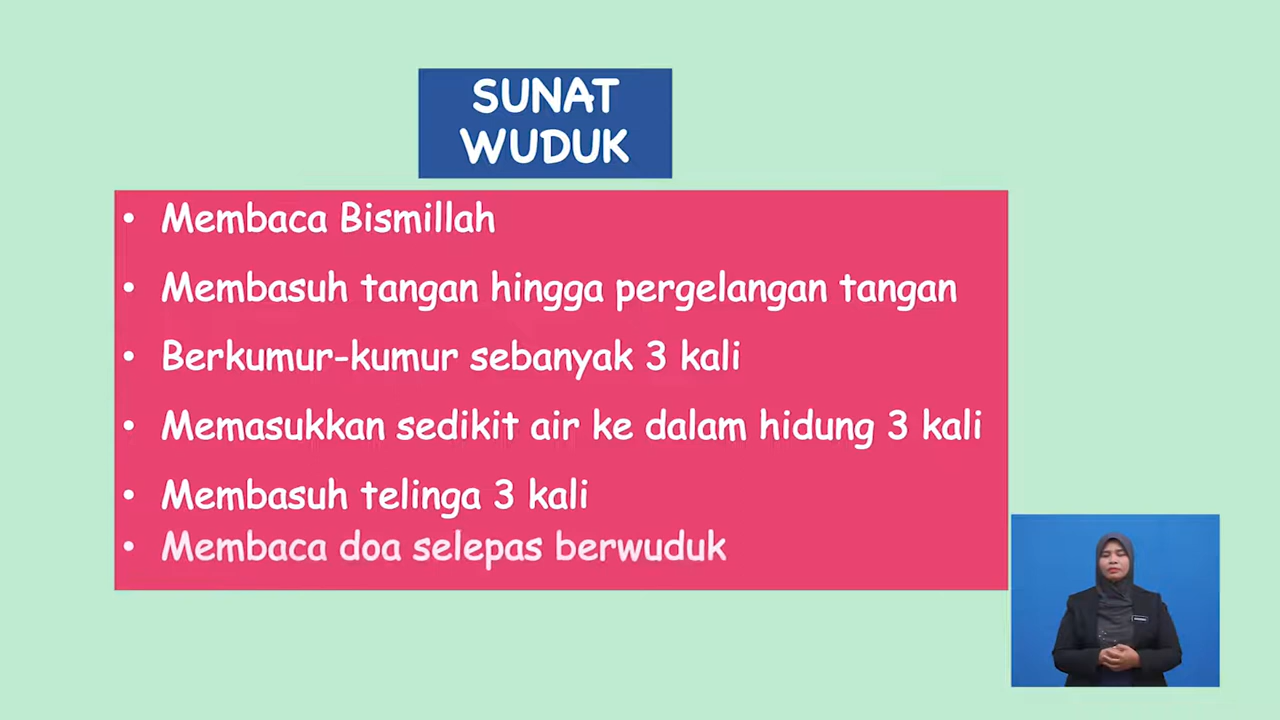 SUNAT
WUDUK
• Membaca Bismillah
• Membasuh tangan hingga pergelangan tangan
• Berkumur-kumur sebanyak 3 kali
• Memasukkan sedikit air ke dalam hidung 3 kali
• Membasuh telinga 3 kali
• Membaca doa selepas berwuduk